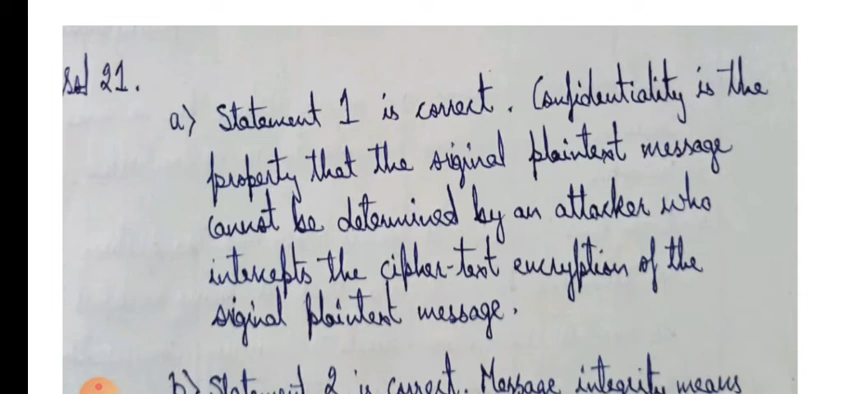 Sol 21.
a) Statement 1 is correct. Confidentiality is the
property that the original plaintext message
cannot be determined by an attacker who
intercepts the cipher-text encryption of the
original plaintext message.
b) Statement 2 is correct. Message integrity means